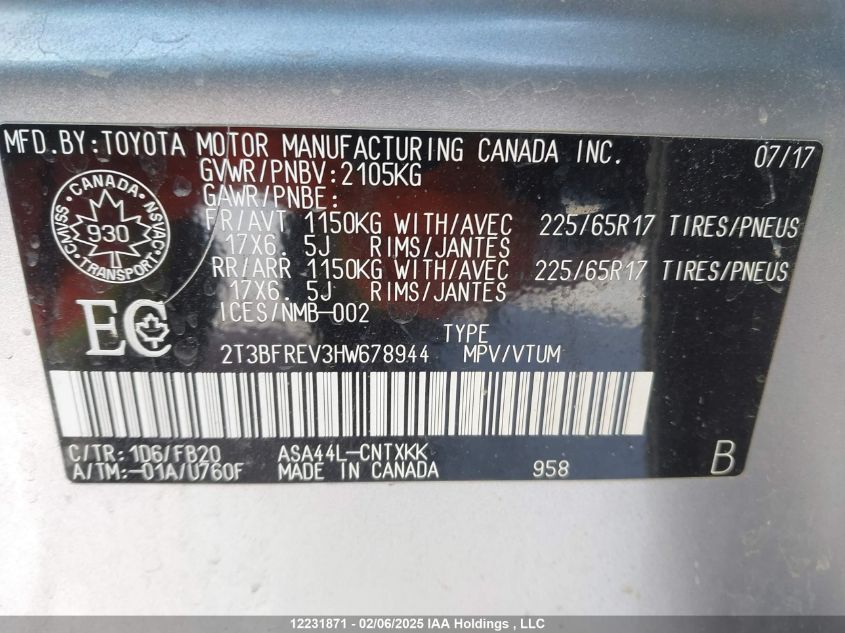 MFD.BY:TOYOTA MOTOR MANUFACTURING CANADA INC. 07/17
GVWR/PNBV:2105KG
GAWR/PNBE:
FR/AVT 1150KG WITH/AVEC 225/65R17 TIRES/PNEUS
17X6. 5J RIMS/JANTES
RR/ARR 1150KG WITH/AVEC 225/65R17 TIRES/PNEUS
17X6. 5J RIMS/JANTES
ICES/NMB-002
CANADA
CMVSS
930
NSVAC
TRANSPORT
EC
TYPE
2T3BFREV3HW678944 MPV/VTUM
C/TR: 1D6/FB20 ASA44L-CNTXKK
A/TM:-01A/U760F MADE IN CANADA 958 B
12231871 - 02/06/2025 IAA Holdings , LLC